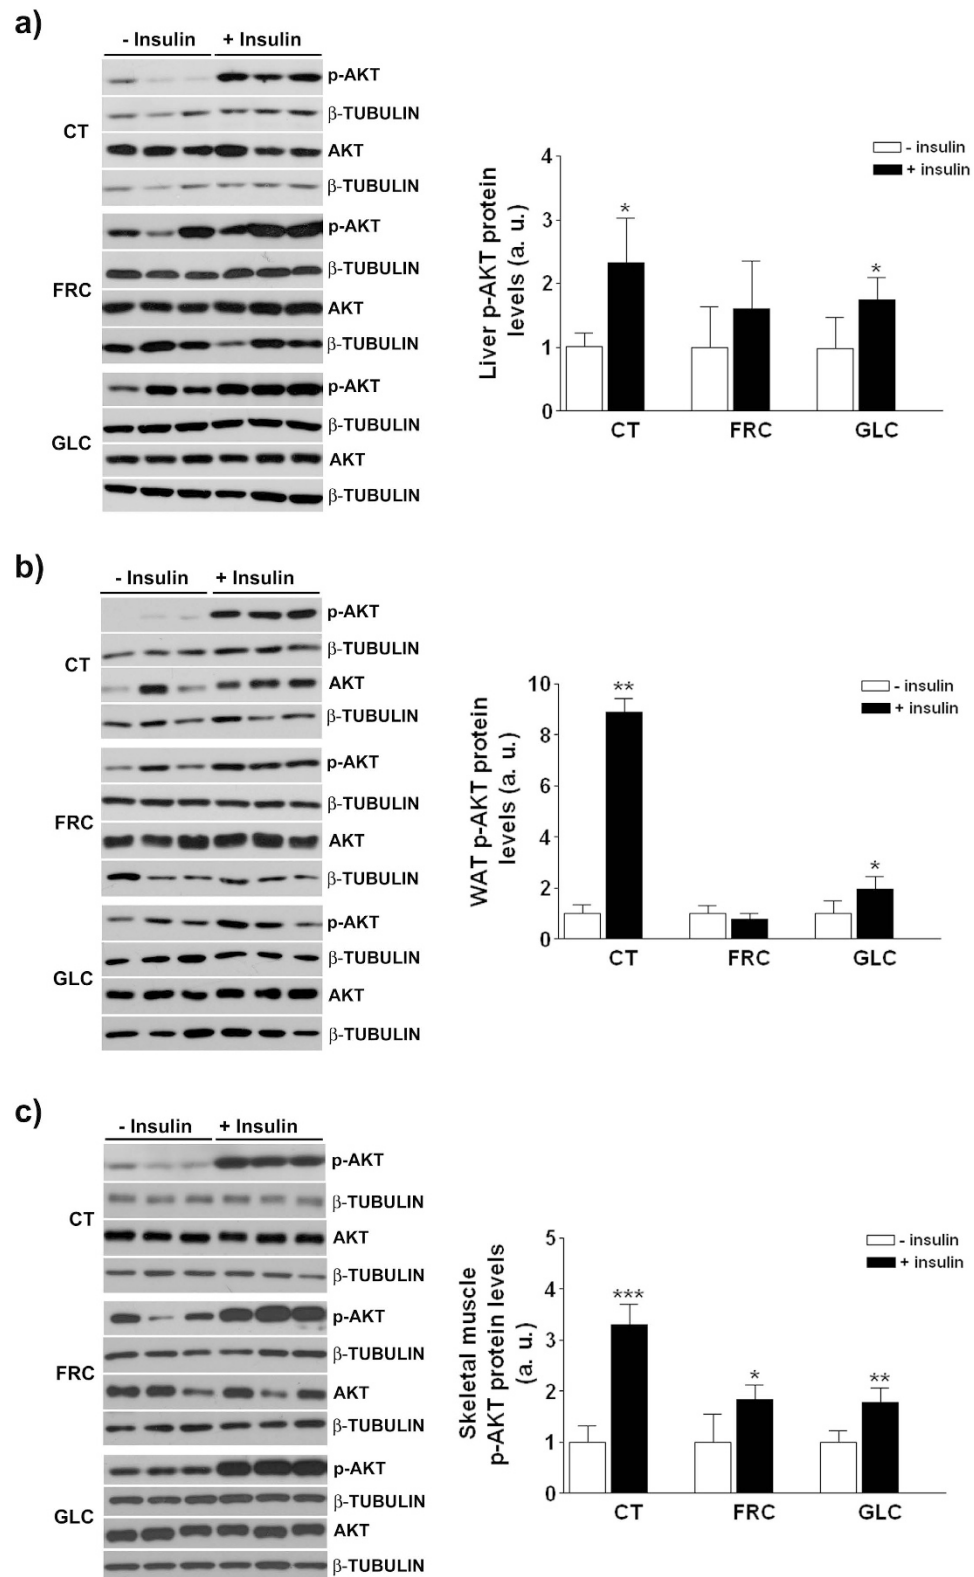 a)
- Insulin + Insulin
CT
p-AKT
β-TUBULIN
AKT
β-TUBULIN
FRC
p-AKT
β-TUBULIN
AKT
β-TUBULIN
GLC
p-AKT
β-TUBULIN
AKT
β-TUBULIN
Liver p-AKT protein
levels (a. u.)
4
3
2
1
0
CT FRC GLC
*
*
- insulin
+ insulin
b)
- Insulin + Insulin
CT
p-AKT
β-TUBULIN
AKT
β-TUBULIN
FRC
p-AKT
β-TUBULIN
AKT
β-TUBULIN
GLC
p-AKT
β-TUBULIN
AKT
β-TUBULIN
WAT p-AKT protein
levels (a. u.)
10
8
6
4
2
0
CT FRC GLC
**
*
- insulin
+ insulin
c)
- Insulin + Insulin
CT
p-AKT
β-TUBULIN
AKT
β-TUBULIN
FRC
p-AKT
β-TUBULIN
AKT
β-TUBULIN
GLC
p-AKT
β-TUBULIN
AKT
β-TUBULIN
Skeletal muscle
p-AKT protein levels
(a. u.)
5
4
3
2
1
0
CT FRC GLC
***
*
**
- insulin
+ insulin